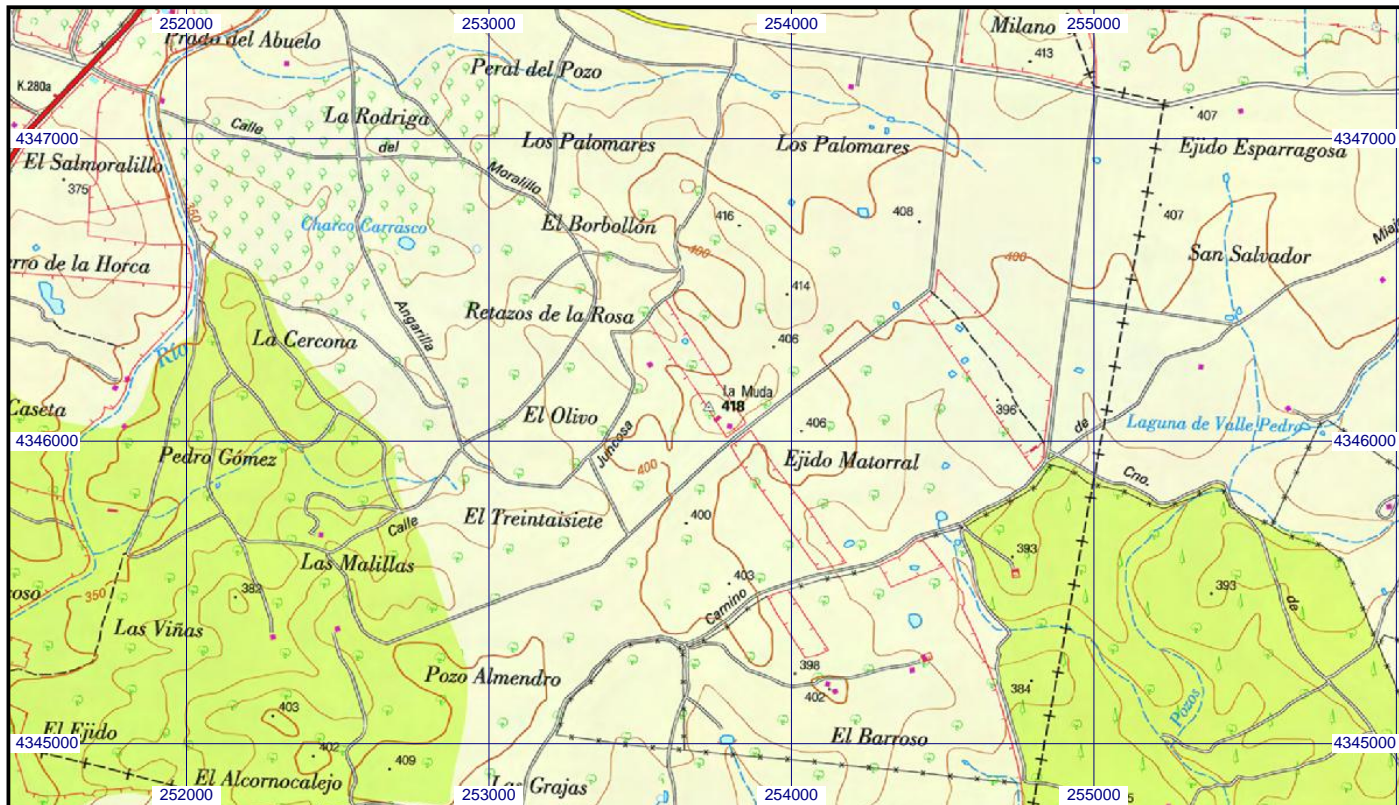 252000 253000 254000 255000
Prado del Abuelo
Milano
413
Peral del Pozo
K.280a
La Rodriga
407
Calle del Moralillo
4347000 4347000
Los Palomares
Los Palomares
Ejido Esparragosa
El Salmoralillo
375
350
Charco Carrasco
El Borbollón
416
408
407
400
400
San Salvador
rro de la Horca
414
Retazos de la Rosa
Angarilla
La Cercona
Río
406
La Muda
418
396
Caseta
El Olivo
406
de
Laguna de Valle Pedro
4346000 4346000
Juncosa
Pedro Gómez
400
Ejido Matorral
Cno.
El Treintaisiete
400
Calle
Las Malillas
393
393
403
382
350
oso
Camino
de
Las Viñas
398
402
384
Pozo Almendro
403
Pozos
El Ejido
4345000 4345000
402
409
El Barroso
El Alcornocalejo
Las Grajas
252000 253000 254000 255000